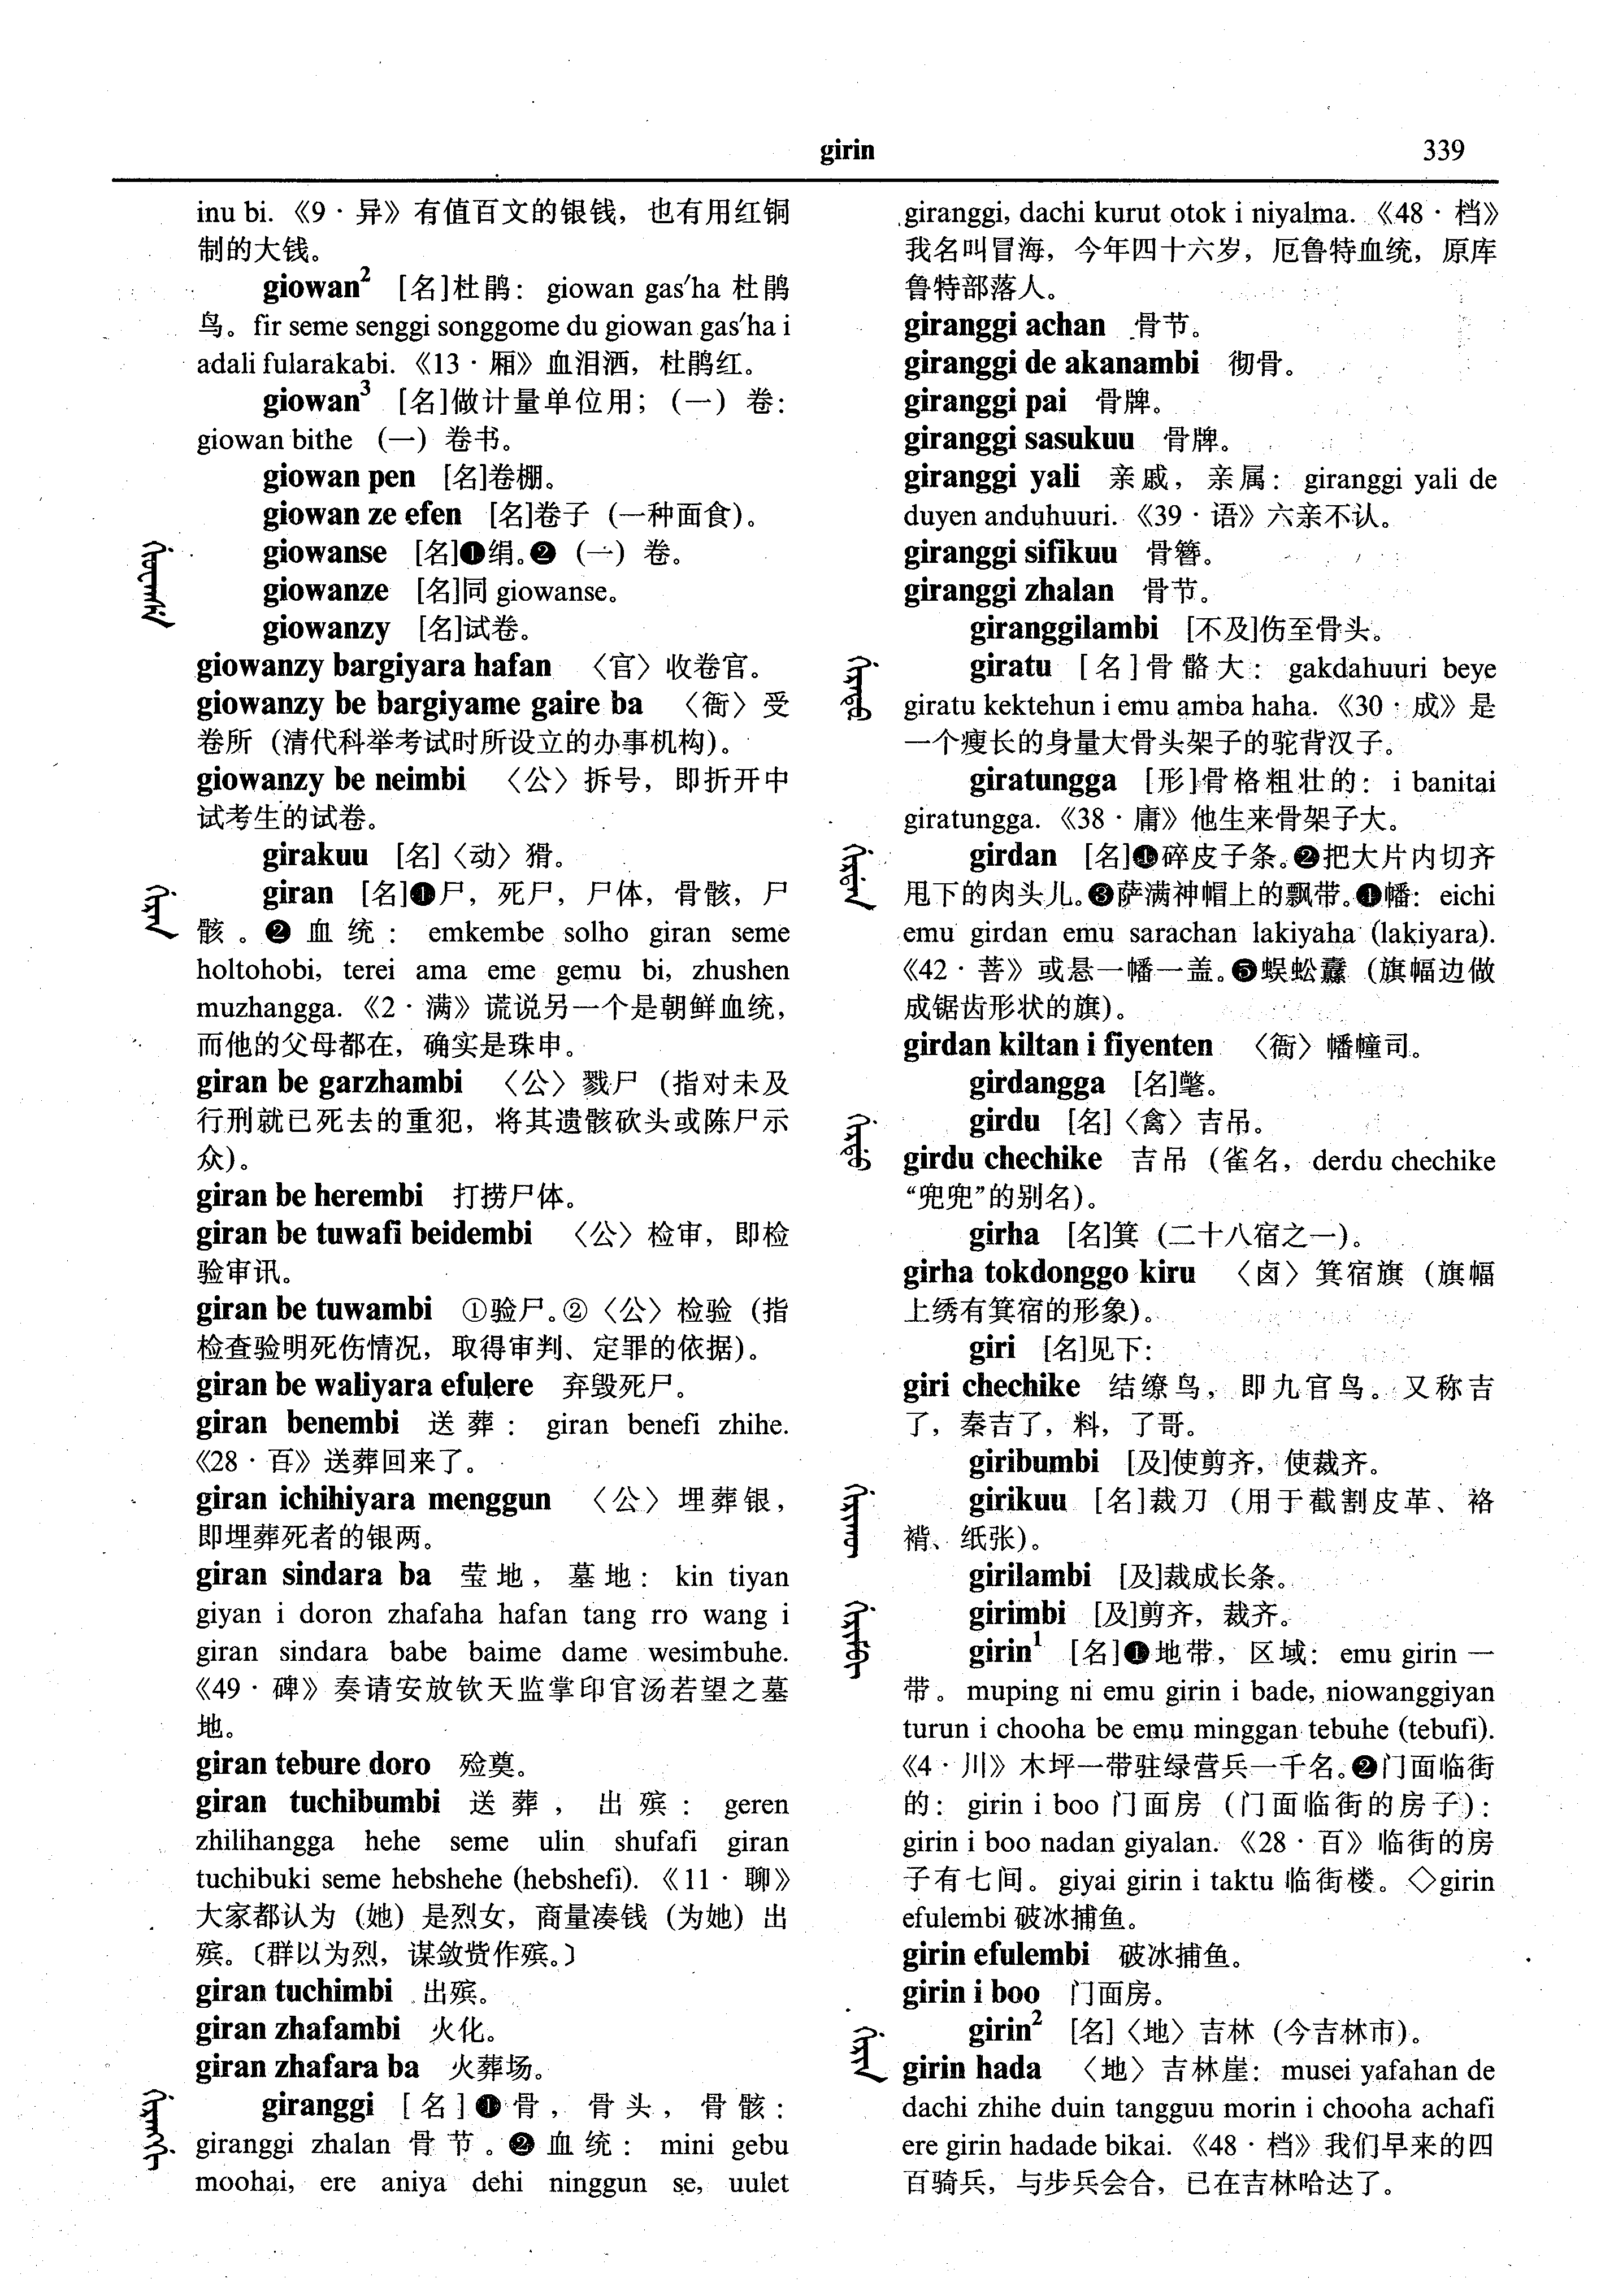 girin 339
inu bi. 《9·异》有值百文的银钱，也有用红铜
制的大钱。
giowan² [名]杜鹃： giowan gas′ha 杜鹃
鸟。fir seme senggi songgome du giowan gas′ha i
adali fularakabi. 《13·厢》血泪洒，杜鹃红。
giowan³ [名]做计量单位用；（一）卷：
giowan bithe （一）卷书。
giowan pen [名]卷棚。
giowan ze efen [名]卷子（一种面食）。
giowanse [名]❶绢。❷（一）卷。
giowanze [名]同 giowanse。
giowanzy [名]试卷。
giowanzy bargiyara hafan 〈官〉收卷官。
giowanzy be bargiyame gaire ba 〈衙〉受
卷所（清代科举考试时所设立的办事机构）。
giowanzy be neimbi 〈公〉拆号，即折开中
试考生的试卷。
girakuu [名]〈动〉猾。
giran [名]❶尸，死尸，尸体，骨骸，尸
骸。❷血统： emkembe solho giran seme
holtohobi, terei ama eme gemu bi, zhushen
muzhangga. 《2·满》谎说另一个是朝鲜血统，
而他的父母都在，确实是珠申。
giran be garzhambi 〈公〉戮尸（指对未及
行刑就已死去的重犯，将其遗骸砍头或陈尸示
众）。
giran be herembi 打捞尸体。
giran be tuwafi beidembi 〈公〉检审，即检
验审讯。
giran be tuwambi ①验尸。②〈公〉检验（指
检查验明死伤情况，取得审判、定罪的依据）。
giran be waliyara efulere 弃毁死尸。
giran benembi 送葬： giran benefi zhihe.
《28·百》送葬回来了。
giran ichihiyara menggun 〈公〉埋葬银，
即埋葬死者的银两。
giran sindara ba 莹地，墓地： kin tiyan
giyan i doron zhafaha hafan tang rro wang i
giran sindara babe baime dame wesimbuhe.
《49·碑》奏请安放钦天监掌印官汤若望之墓
地。
giran tebure doro 殓奠。
giran tuchibumbi 送葬，出殡： geren
zhilihangga hehe seme ulin shufafi giran
tuchibuki seme hebshehe (hebshefi). 《11·聊》
大家都认为（她）是烈女，商量凑钱（为她）出
殡。〔群以为烈，谋敛赀作殡。〕
giran tuchimbi 出殡。
giran zhafambi 火化。
giran zhafara ba 火葬场。
giranggi [名]❶骨，骨头，骨骸：
giranggi zhalan 骨节。❷血统： mini gebu
moohai, ere aniya dehi ninggun se, uulet
giranggi, dachi kurut otok i niyalma. 《48·档》
我名叫冒海，今年四十六岁，厄鲁特血统，原库
鲁特部落人。
giranggi achan 骨节。
giranggi de akanambi 彻骨。
giranggi pai 骨牌。
giranggi sasukuu 骨牌。
giranggi yali 亲戚，亲属： giranggi yali de
duyen anduhuuri. 《39·语》六亲不认。
giranggi sifikuu 骨簪。
giranggi zhalan 骨节。
giranggilambi [不及]伤至骨头。
giratu [名]骨骼大： gakdahuuri beye
giratu kektehun i emu amba haha. 《30·成》是
一个瘦长的身量大骨头架子的驼背汉子。
giratungga [形]骨格粗壮的： i banitai
giratungga. 《38·庸》他生来骨架子大。
girdan [名]❶碎皮子条。❷把大片内切齐
甩下的肉头儿。❸萨满神帽上的飘带。❶幡： eichi
emu girdan emu sarachan lakiyaha (lakiyara).
《42·菩》或悬一幡一盖。❺蜈蚣纛（旗幅边做
成锯齿形状的旗）。
girdan kiltan i fiyenten 〈衙〉幡幢司。
girdangga [名]氅。
girdu [名]〈禽〉吉吊。
girdu chechike 吉吊（雀名，derdu chechike
“兜兜”的别名）。
girha [名]箕（二十八宿之一）。
girha tokdonggo kiru 〈卤〉箕宿旗（旗幅
上绣有箕宿的形象）。
giri [名]见下：
giri chechike 结缭鸟，即九官鸟。又称吉
了，秦吉了，料，了哥。
giribumbi [及]使剪齐，使裁齐。
girikuu [名]裁刀（用于截割皮革、袼
褙、纸张）。
girilambi [及]裁成长条。
girimbi [及]剪齐，裁齐。
girin¹ [名]❶地带，区域： emu girin 一
带。 muping ni emu girin i bade, niowanggiyan
turun i chooha be emu minggan tebuhe (tebufi).
《4·川》木坪一带驻绿营兵一千名。❷门面临街
的： girin i boo 门面房（门面临街的房子）：
girin i boo nadan giyalan. 《28·百》临街的房
子有七间。 giyai girin i taktu 临街楼。◇girin
efulembi 破冰捕鱼。
girin efulembi 破冰捕鱼。
girin i boo 门面房。
girin² [名]〈地〉吉林（今吉林市）。
girin hada 〈地〉吉林崖： musei yafahan de
dachi zhihe duin tangguu morin i chooha achafi
ere girin hadade bikai. 《48·档》我们早来的四
百骑兵，与步兵会合，已在吉林哈达了。